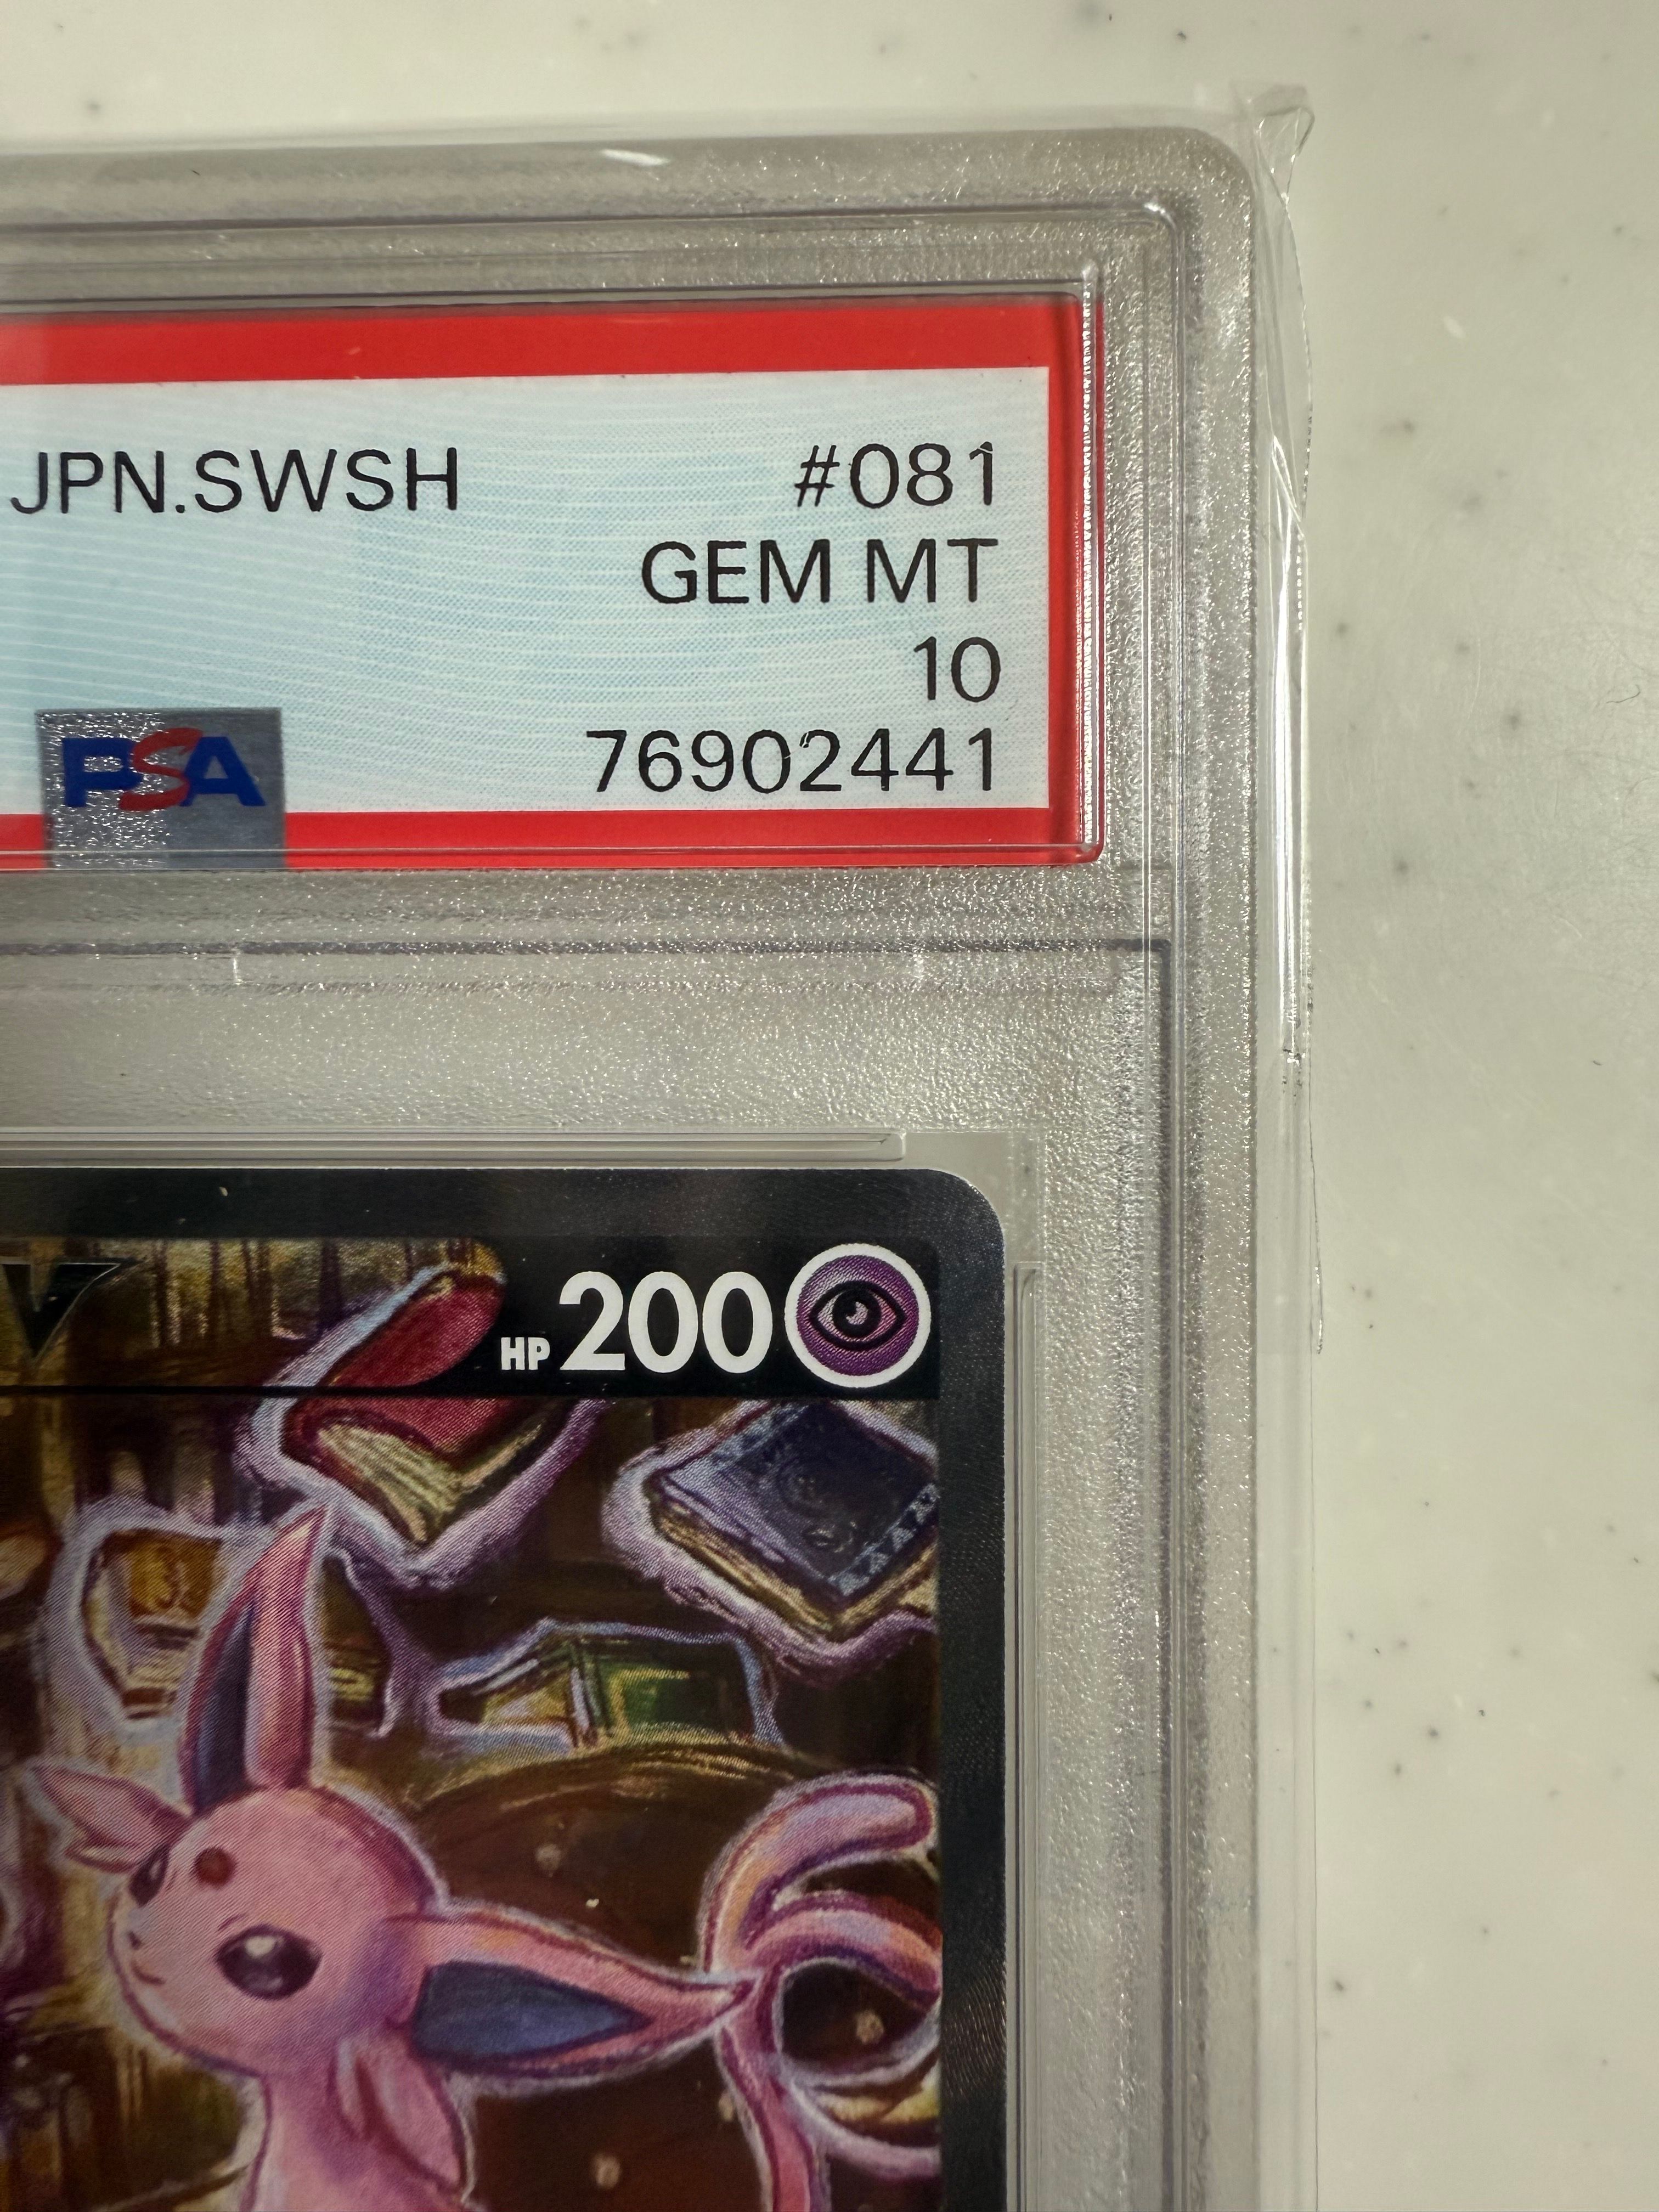 JPN.SWSH #081
GEM MT
10
PSA 76902441
V HP 200